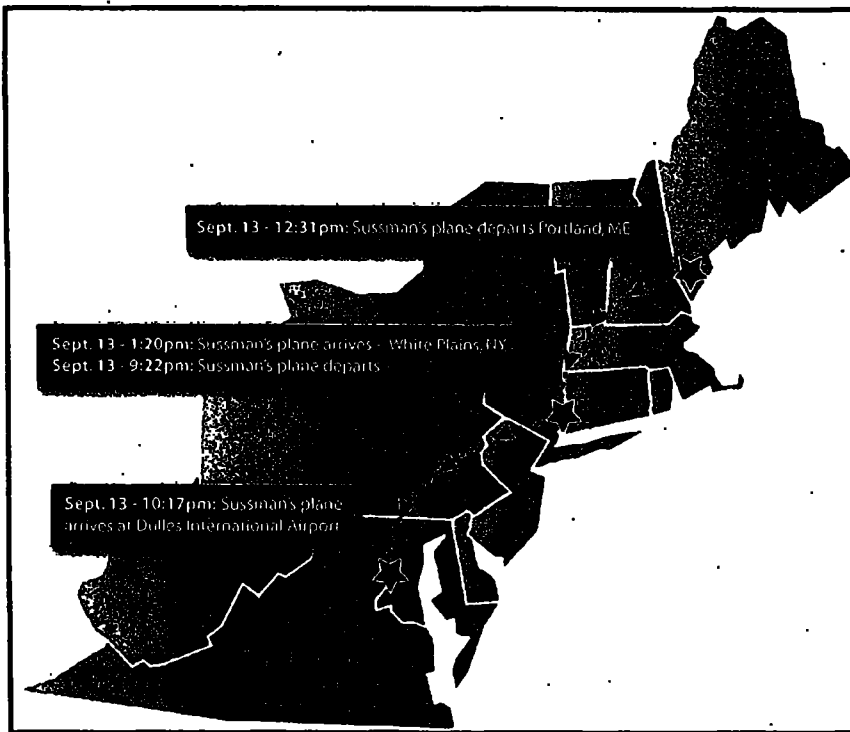 Sept. 13 - 12:31pm: Sussman's plane departs Portland, ME
Sept. 13 - 1:20pm: Sussman's plane arrives - White Plains, NY
Sept. 13 - 9:22pm: Sussman's plane departs
Sept. 13 - 10:17pm: Sussman's plane
arrives at Dulles International Airport